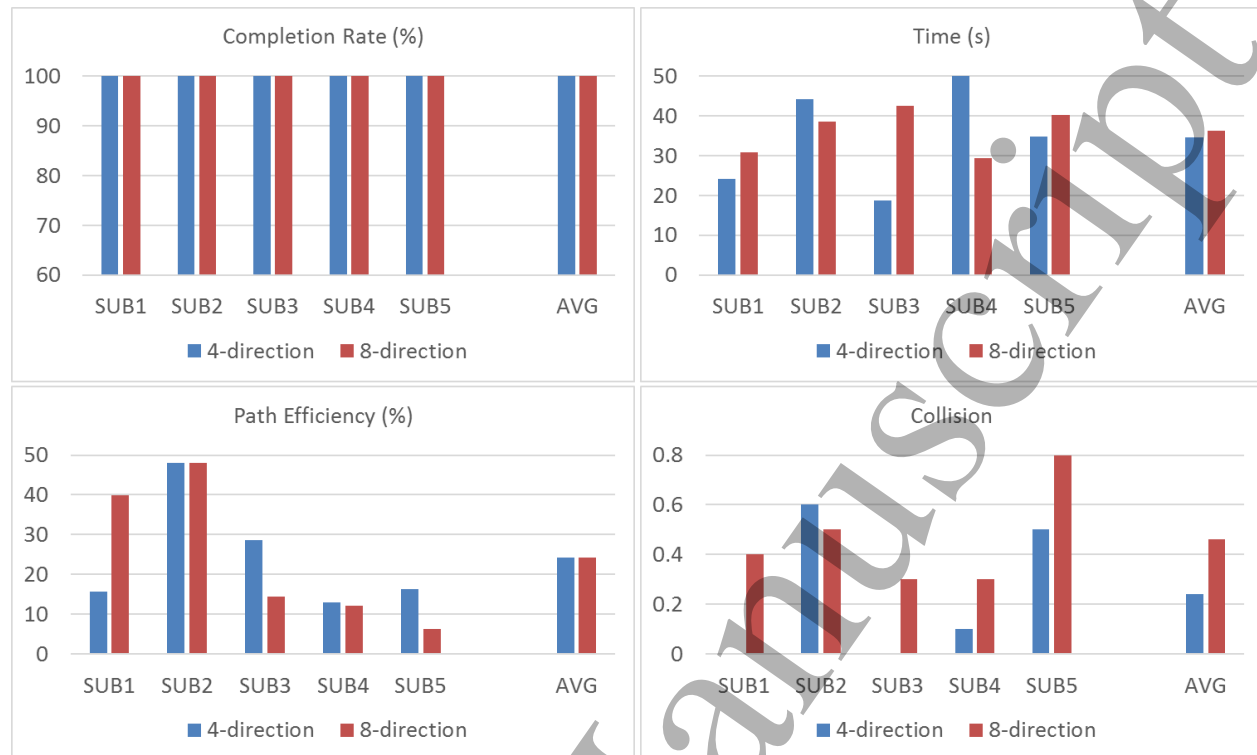 Completion Rate (%)
100
90
80
70
60
SUB1 SUB2 SUB3 SUB4 SUB5 AVG
4-direction 8-direction
Time (s)
50
40
30
20
10
0
SUB1 SUB2 SUB3 SUB4 SUB5 AVG
4-direction 8-direction
Path Efficiency (%)
50
40
30
20
10
0
SUB1 SUB2 SUB3 SUB4 SUB5 AVG
4-direction 8-direction
Collision
0.8
0.6
0.4
0.2
0
SUB1 SUB2 SUB3 SUB4 SUB5 AVG
4-direction 8-direction
anuscript